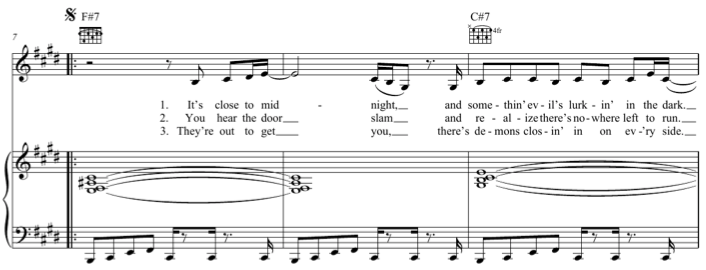 F#7 C#7
7
4fr
1. It's close to mid - night, and some - thin' ev - il's lurk - in' in the dark.
2. You hear the door slam and re - al - ize there's no - where left to run.
3. They're out to get you, there's de - mons clos - in' in on ev - 'ry side.